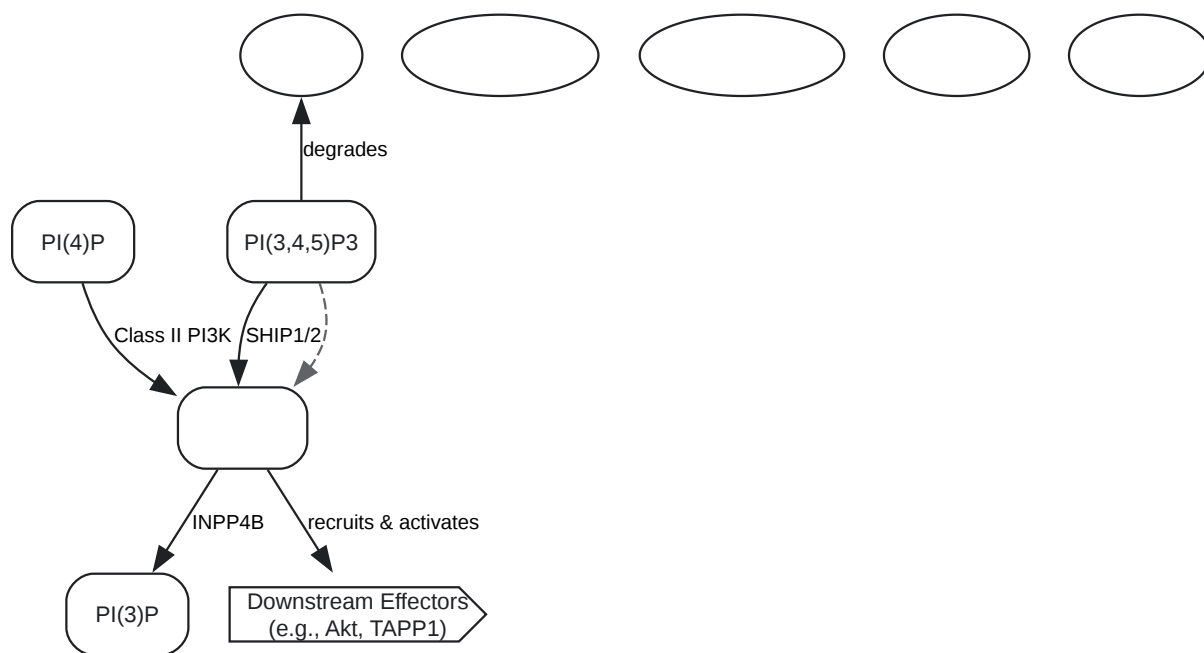 degrades
PI(4)P
PI(3,4,5)P3
Class II PI3K
SHIP1/2
INPP4B
recruits & activates
PI(3)P
Downstream Effectors
(e.g., Akt, TAPP1)